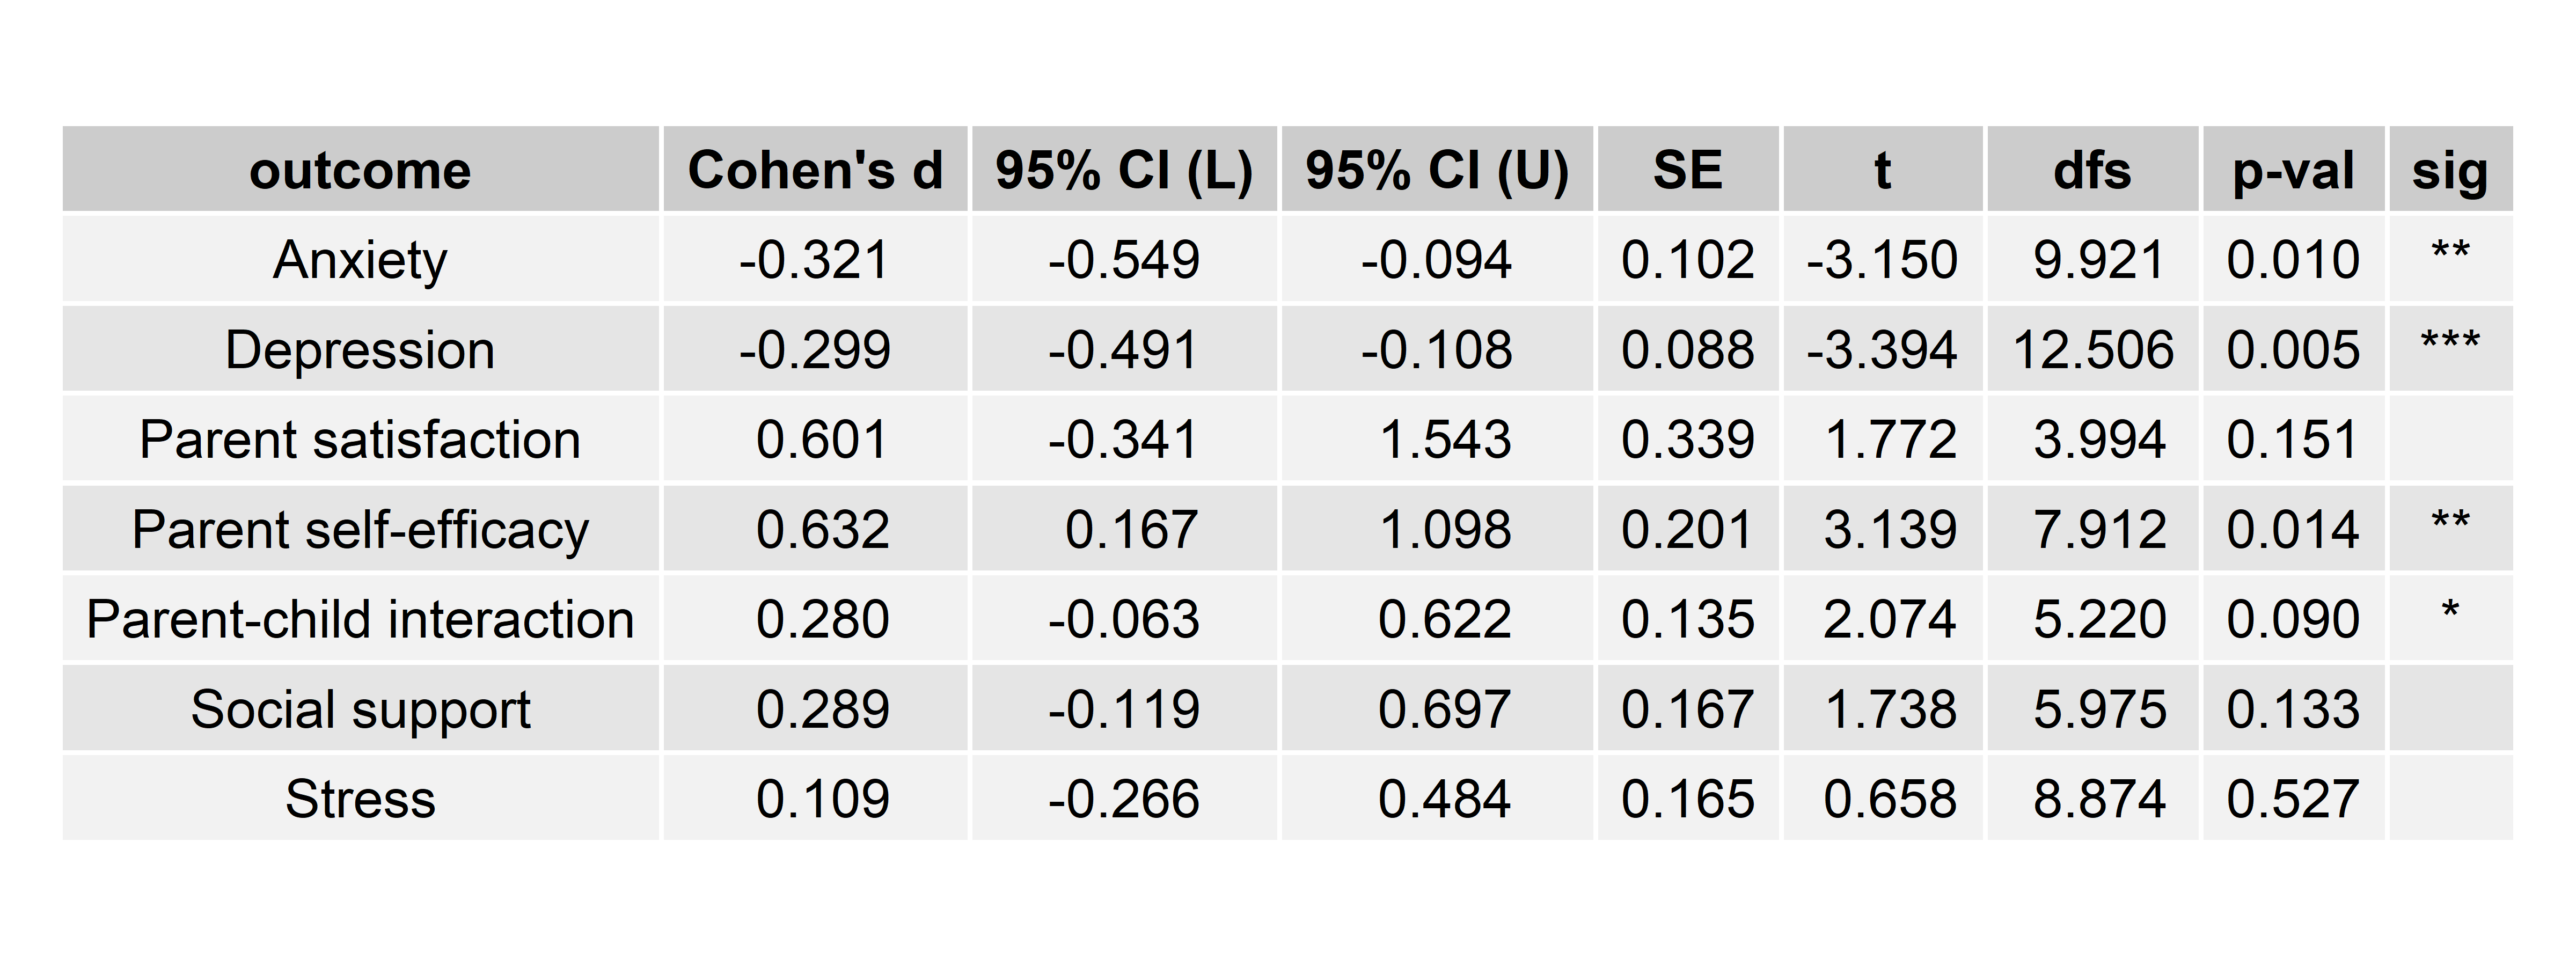 outcome Cohen's d 95% CI (L) 95% CI (U) SE t dfs p-val sig
Anxiety -0.321 -0.549 -0.094 0.102 -3.150 9.921 0.010 **
Depression -0.299 -0.491 -0.108 0.088 -3.394 12.506 0.005 ***
Parent satisfaction 0.601 -0.341 1.543 0.339 1.772 3.994 0.151
Parent self-efficacy 0.632 0.167 1.098 0.201 3.139 7.912 0.014 **
Parent-child interaction 0.280 -0.063 0.622 0.135 2.074 5.220 0.090 *
Social support 0.289 -0.119 0.697 0.167 1.738 5.975 0.133
Stress 0.109 -0.266 0.484 0.165 0.658 8.874 0.527